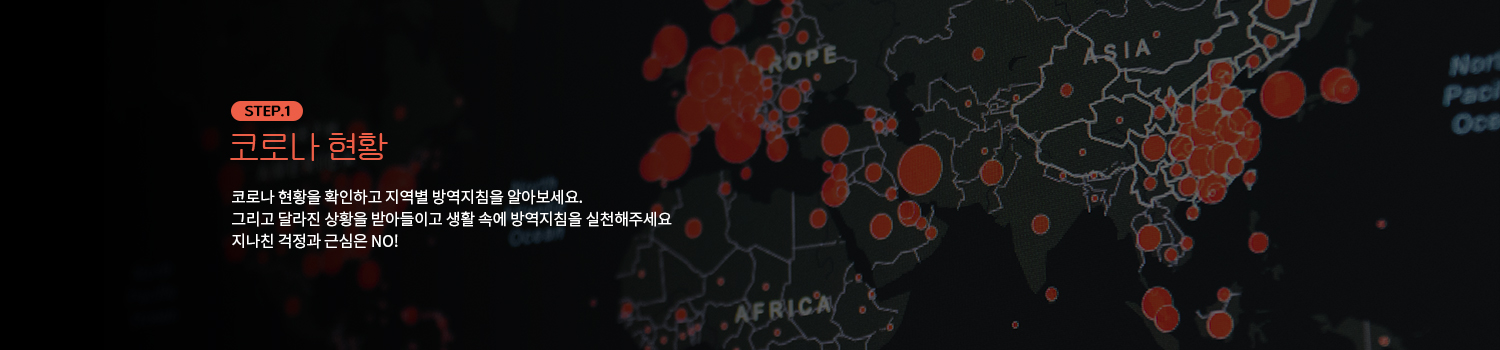 STEP.1
코로나 현황
코로나 현황을 확인하고 지역별 방역지침을 알아보세요.
그리고 달라진 상황을 받아들이고 생활 속에 방역지침을 실천해주세요
지나친 걱정과 근심은 NO!
ROPE
ASIA
AFRICA
Pacif
Ocean